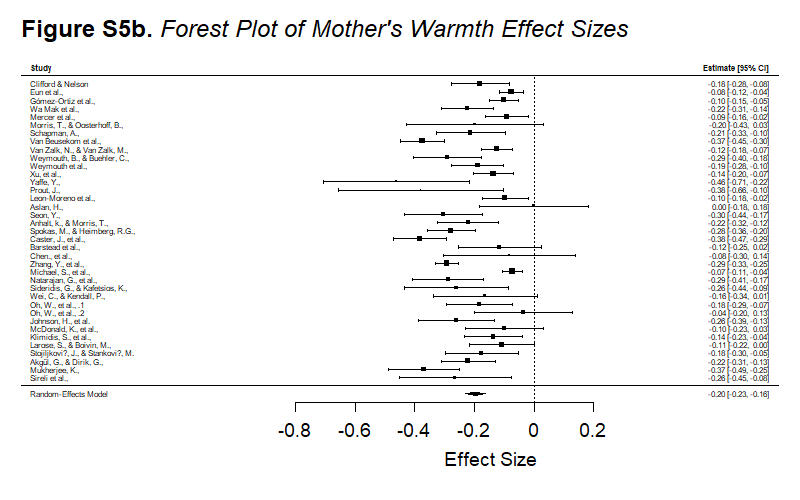 Figure S5b. Forest Plot of Mother's Warmth Effect Sizes
Study Estimate [95% CI]
Clifford & Nelson -0.18 [-0.28, -0.08]
Eun et al., -0.08 [-0.12, -0.04]
Gómez-Ortiz et al., -0.10 [-0.15, -0.05]
Wa Mak et al., -0.22 [-0.31, -0.14]
Mercer et al., -0.09 [-0.16, -0.02]
Morris, T., & Oosterhoff, B., -0.20 [-0.43, 0.03]
Schapman, A., -0.21 [-0.33, -0.10]
Van Beusekom et al., -0.37 [-0.45, -0.30]
Van Zalk, N., & Van Zalk, M., -0.12 [-0.18, -0.07]
Weymouth, B., & Buehler, C., -0.29 [-0.40, -0.18]
Weymouth et al., -0.19 [-0.28, -0.10]
Xu, et al., -0.14 [-0.20, -0.07]
Yaffe, Y., -0.46 [-0.71, -0.22]
Prout, J., -0.38 [-0.66, -0.10]
Leon-Moreno et al., -0.10 [-0.18, -0.02]
Aslan, H., 0.00 [-0.18, 0.18]
Seon, Y., -0.30 [-0.44, -0.17]
Anhalt, k., & Morris, T., -0.22 [-0.32, -0.12]
Spokas, M., & Heimberg, R.G., -0.28 [-0.36, -0.20]
Caster, J., et al., -0.38 [-0.47, -0.29]
Barstead et al., -0.12 [-0.25, 0.02]
Chen., et al., -0.08 [-0.30, 0.14]
Zhang, Y., et al., -0.29 [-0.33, -0.25]
Michael, S., et al., -0.07 [-0.11, -0.04]
Natarajan, G., et al., -0.29 [-0.41, -0.17]
Sideridis, G., & Kafetsios, K., -0.26 [-0.44, -0.09]
Wei, C., & Kendall, P., -0.16 [-0.34, 0.01]
Oh, W., et al., .1 -0.18 [-0.29, -0.07]
Oh, W., et al., .2 -0.04 [-0.20, 0.13]
Johnson, H., et al. -0.26 [-0.39, -0.13]
McDonald, K., et al., -0.10 [-0.23, 0.03]
Klimidis, S., et al., -0.14 [-0.23, -0.04]
Larose, S., & Boivin, M., -0.11 [-0.22, 0.00]
Stojiljkovi?, J., & Stankovi?, M. -0.18 [-0.30, -0.05]
Akgül, G., & Dirik, G., -0.22 [-0.31, -0.13]
Mukherjee, K., -0.37 [-0.49, -0.25]
Sireli et al., -0.26 [-0.45, -0.08]
Random-Effects Model -0.20 [-0.23, -0.16]
-0.8 -0.6 -0.4 -0.2 0 0.2
Effect Size